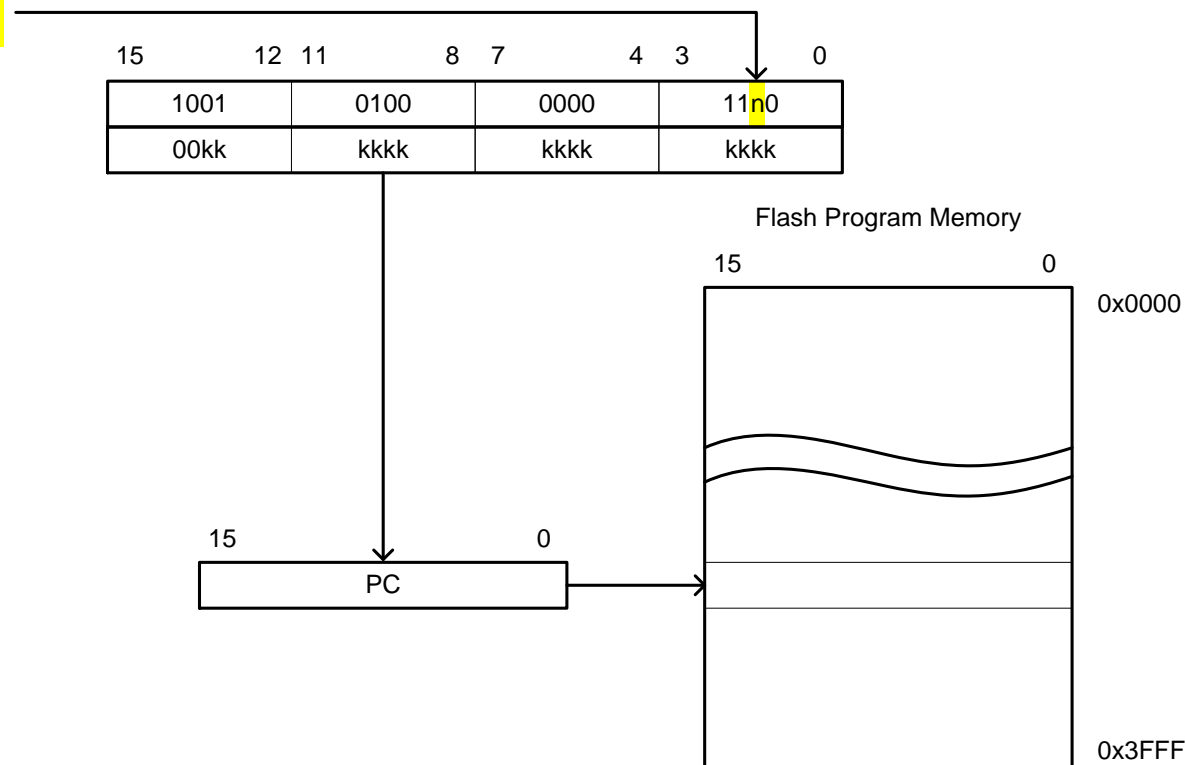 15 12 11 8 7 4 3 0
1001 0100 0000 11n0
00kk kkkk kkkk kkkk
Flash Program Memory
15 0
0x0000
15 0
PC
0x3FFF